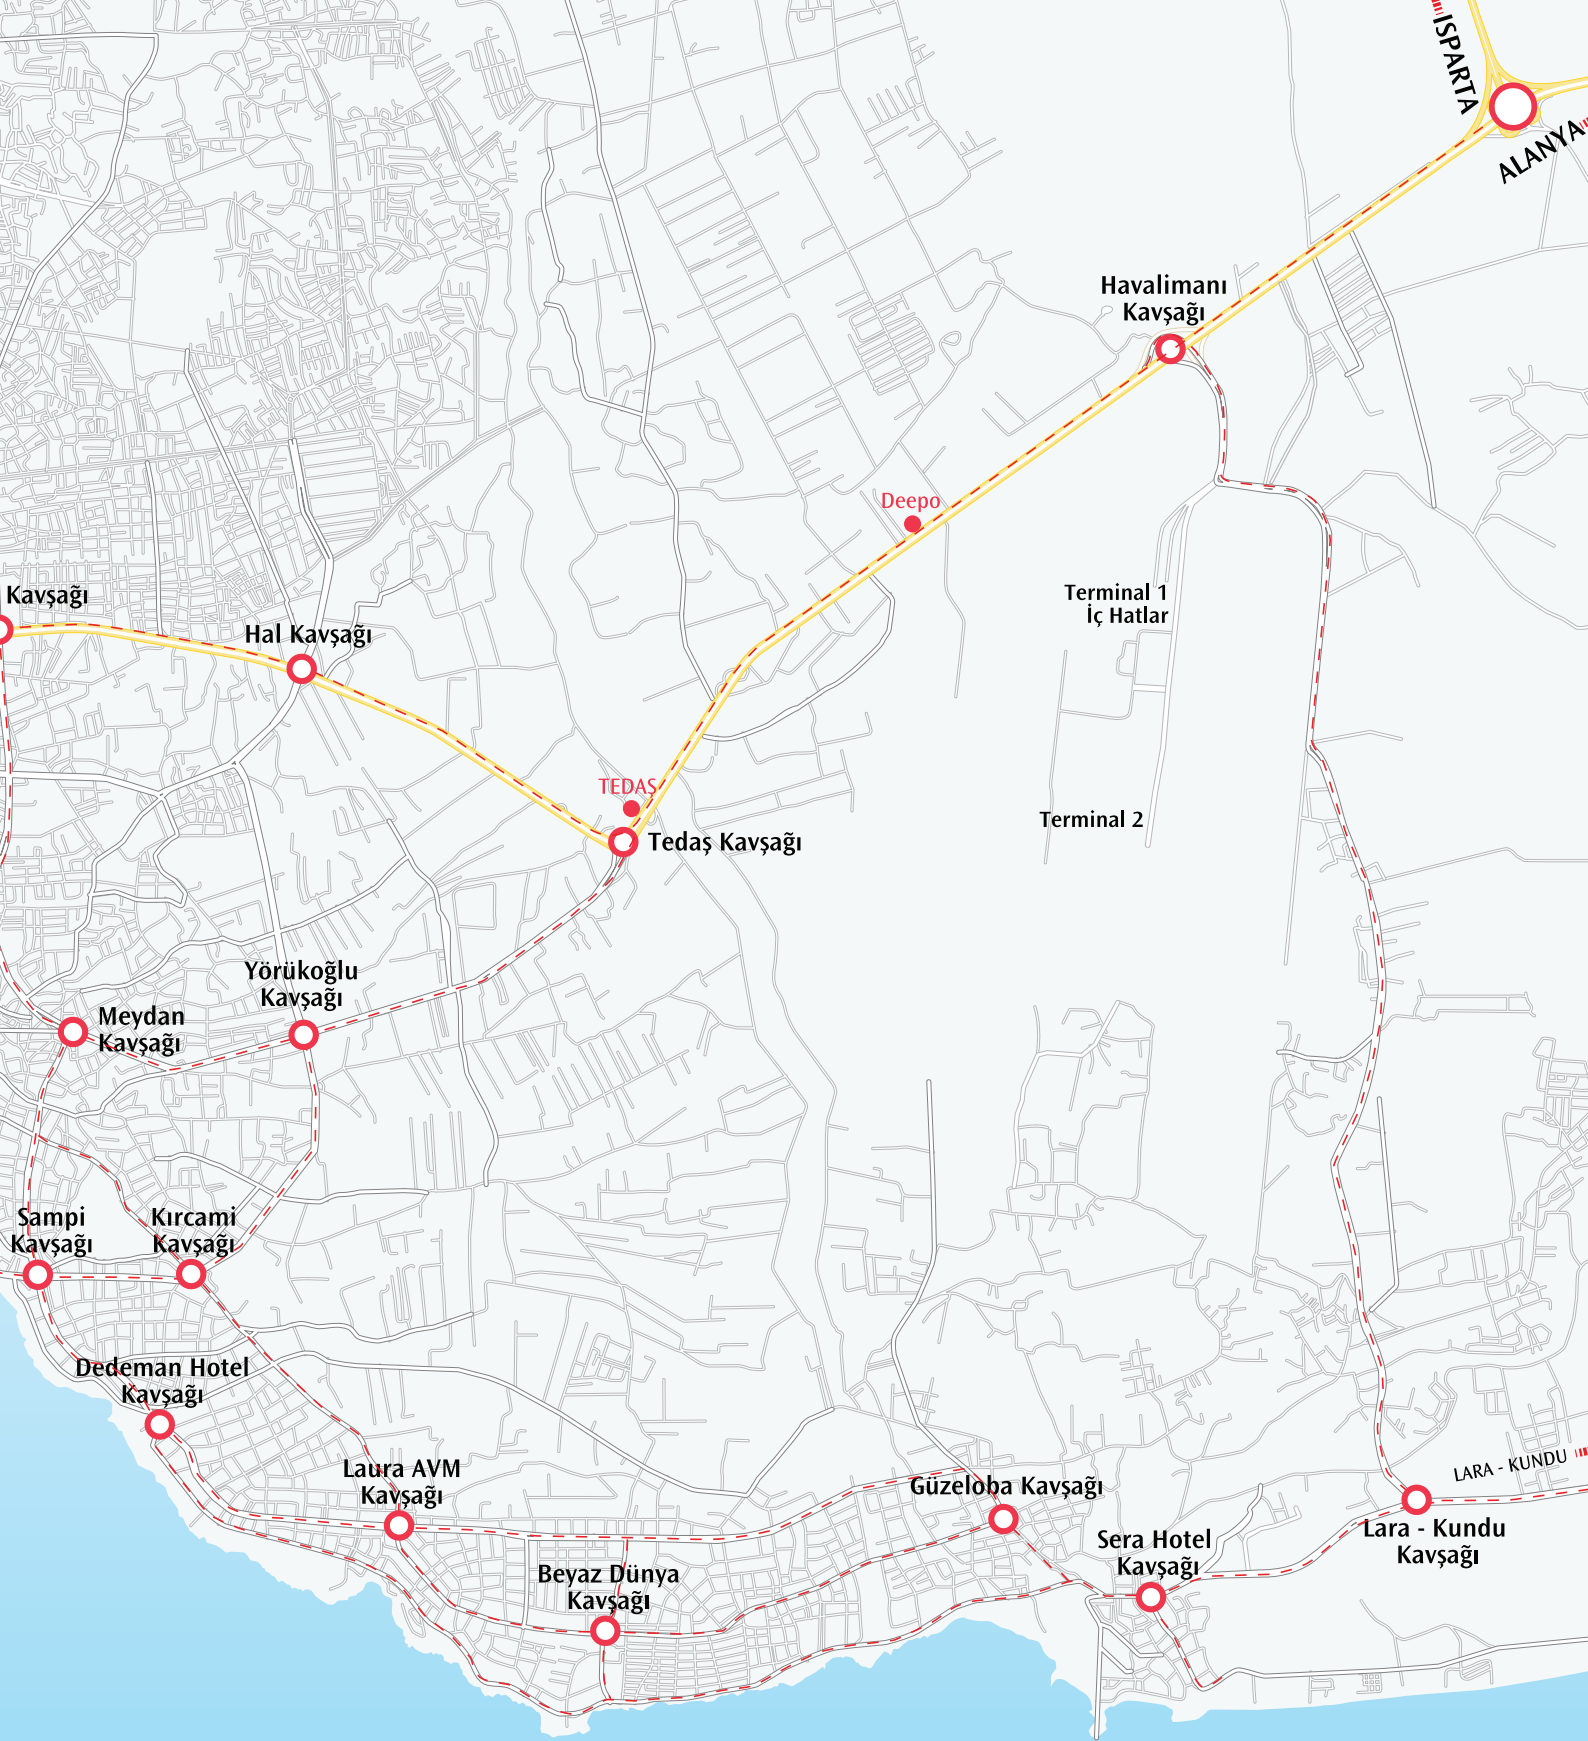 ISPARTA
ALANYA
Havalimanı
Kavşağı
Deepo
Terminal 1
İç Hatlar
Kavşağı
Hal Kavşağı
TEDAŞ
Tedaş Kavşağı
Terminal 2
Yörükoğlu
Kavşağı
Meydan
Kavşağı
Sampi
Kavşağı
Kırcami
Kavşağı
Dedeman Hotel
Kavşağı
Laura AVM
Kavşağı
Güzeloba Kavşağı
LARA - KUNDU
Lara - Kundu
Kavşağı
Sera Hotel
Kavşağı
Beyaz Dünya
Kavşağı